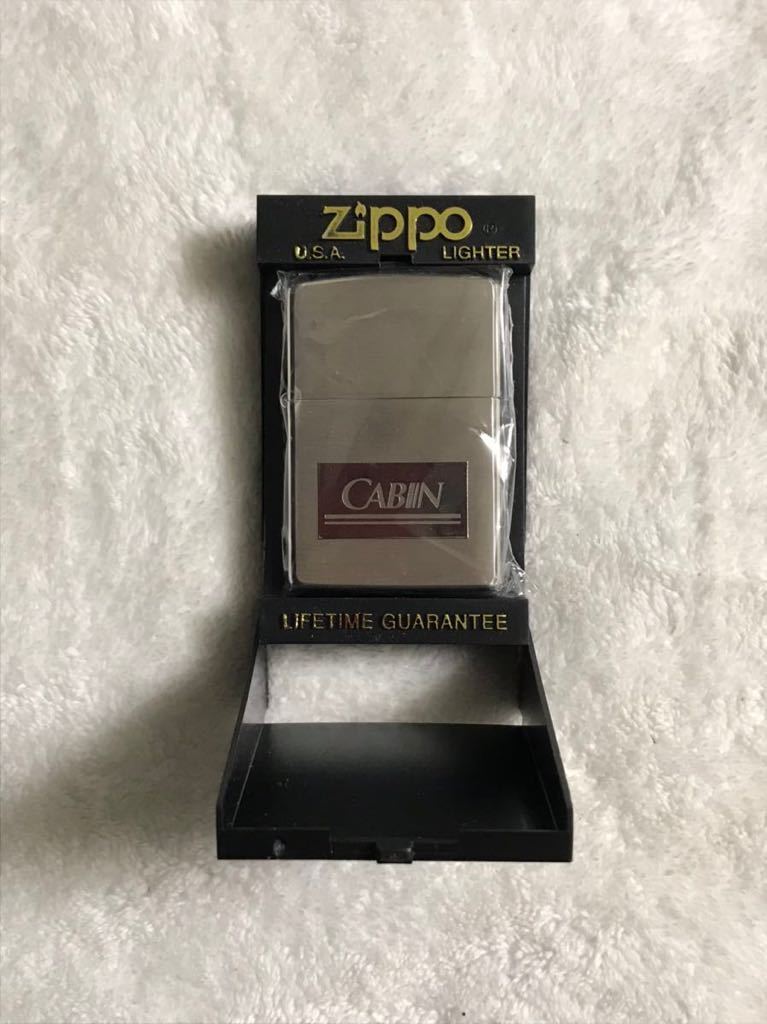 Zippo ®
U.S.A. LIGHTER
CABIN
LIFETIME GUARANTEE